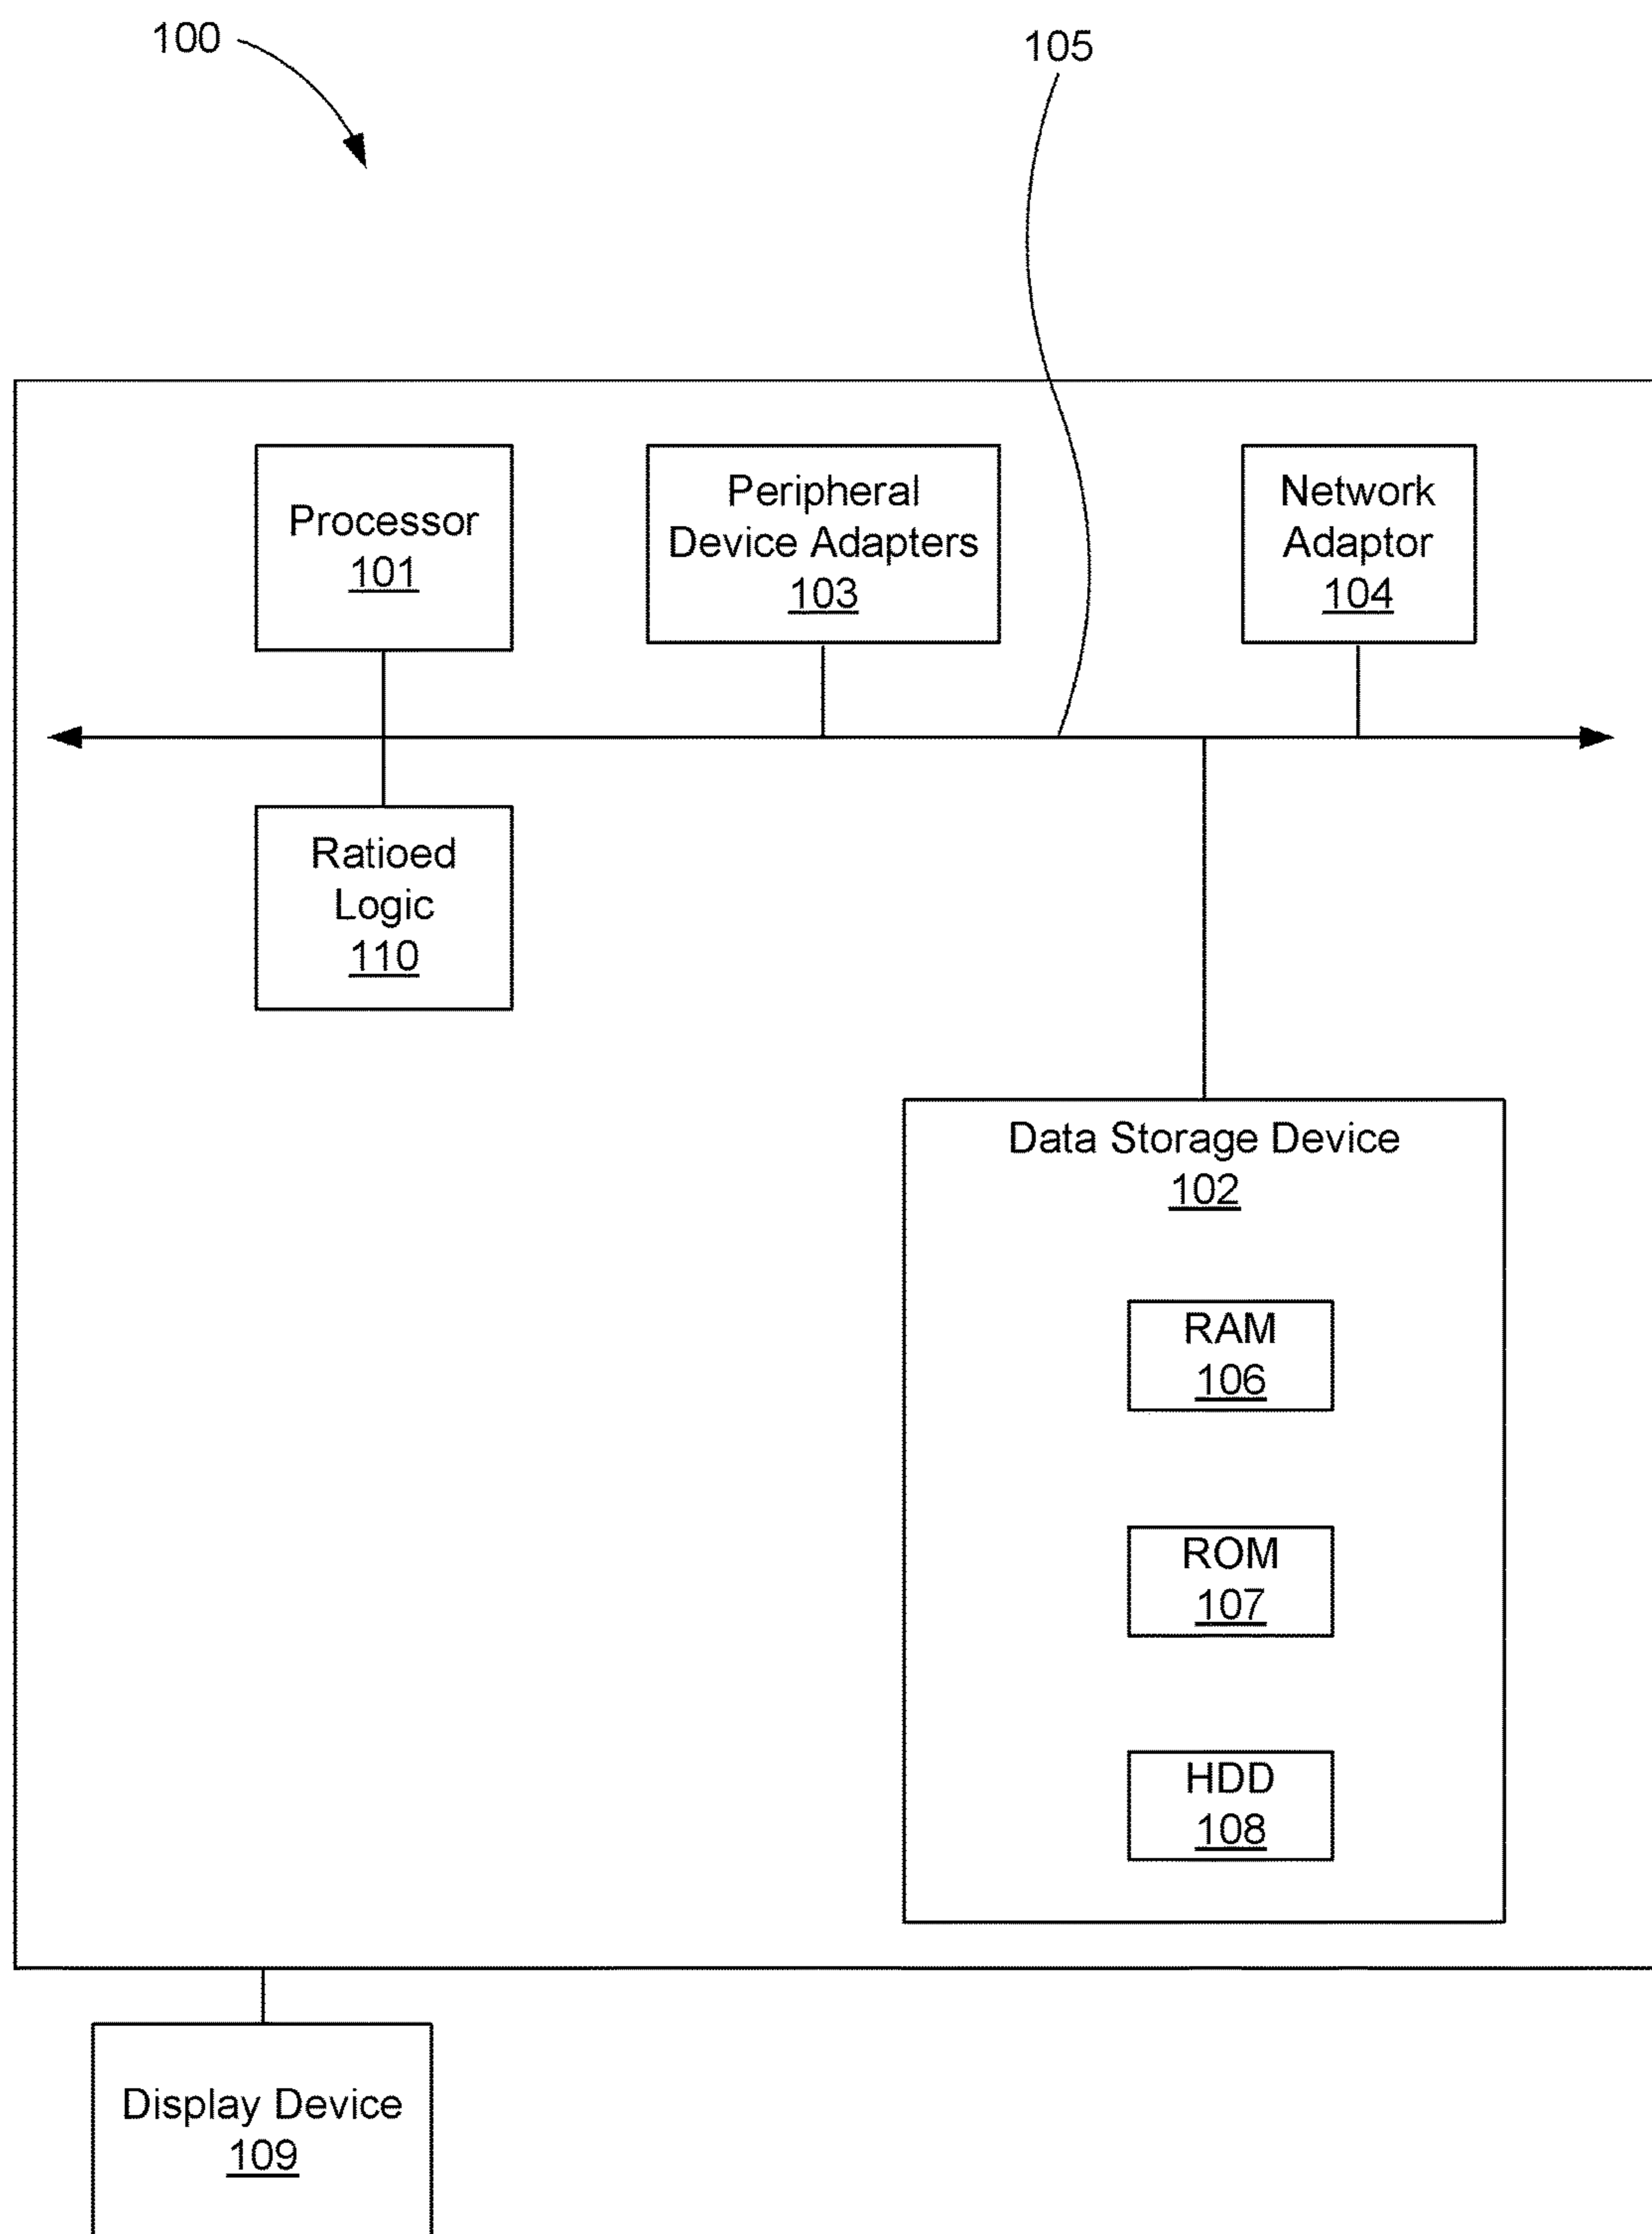 100
105
Processor
101
Peripheral
Device Adapters
103
Network
Adaptor
104
Ratioed
Logic
110
Data Storage Device
102
RAM
106
ROM
107
HDD
108
Display Device
109